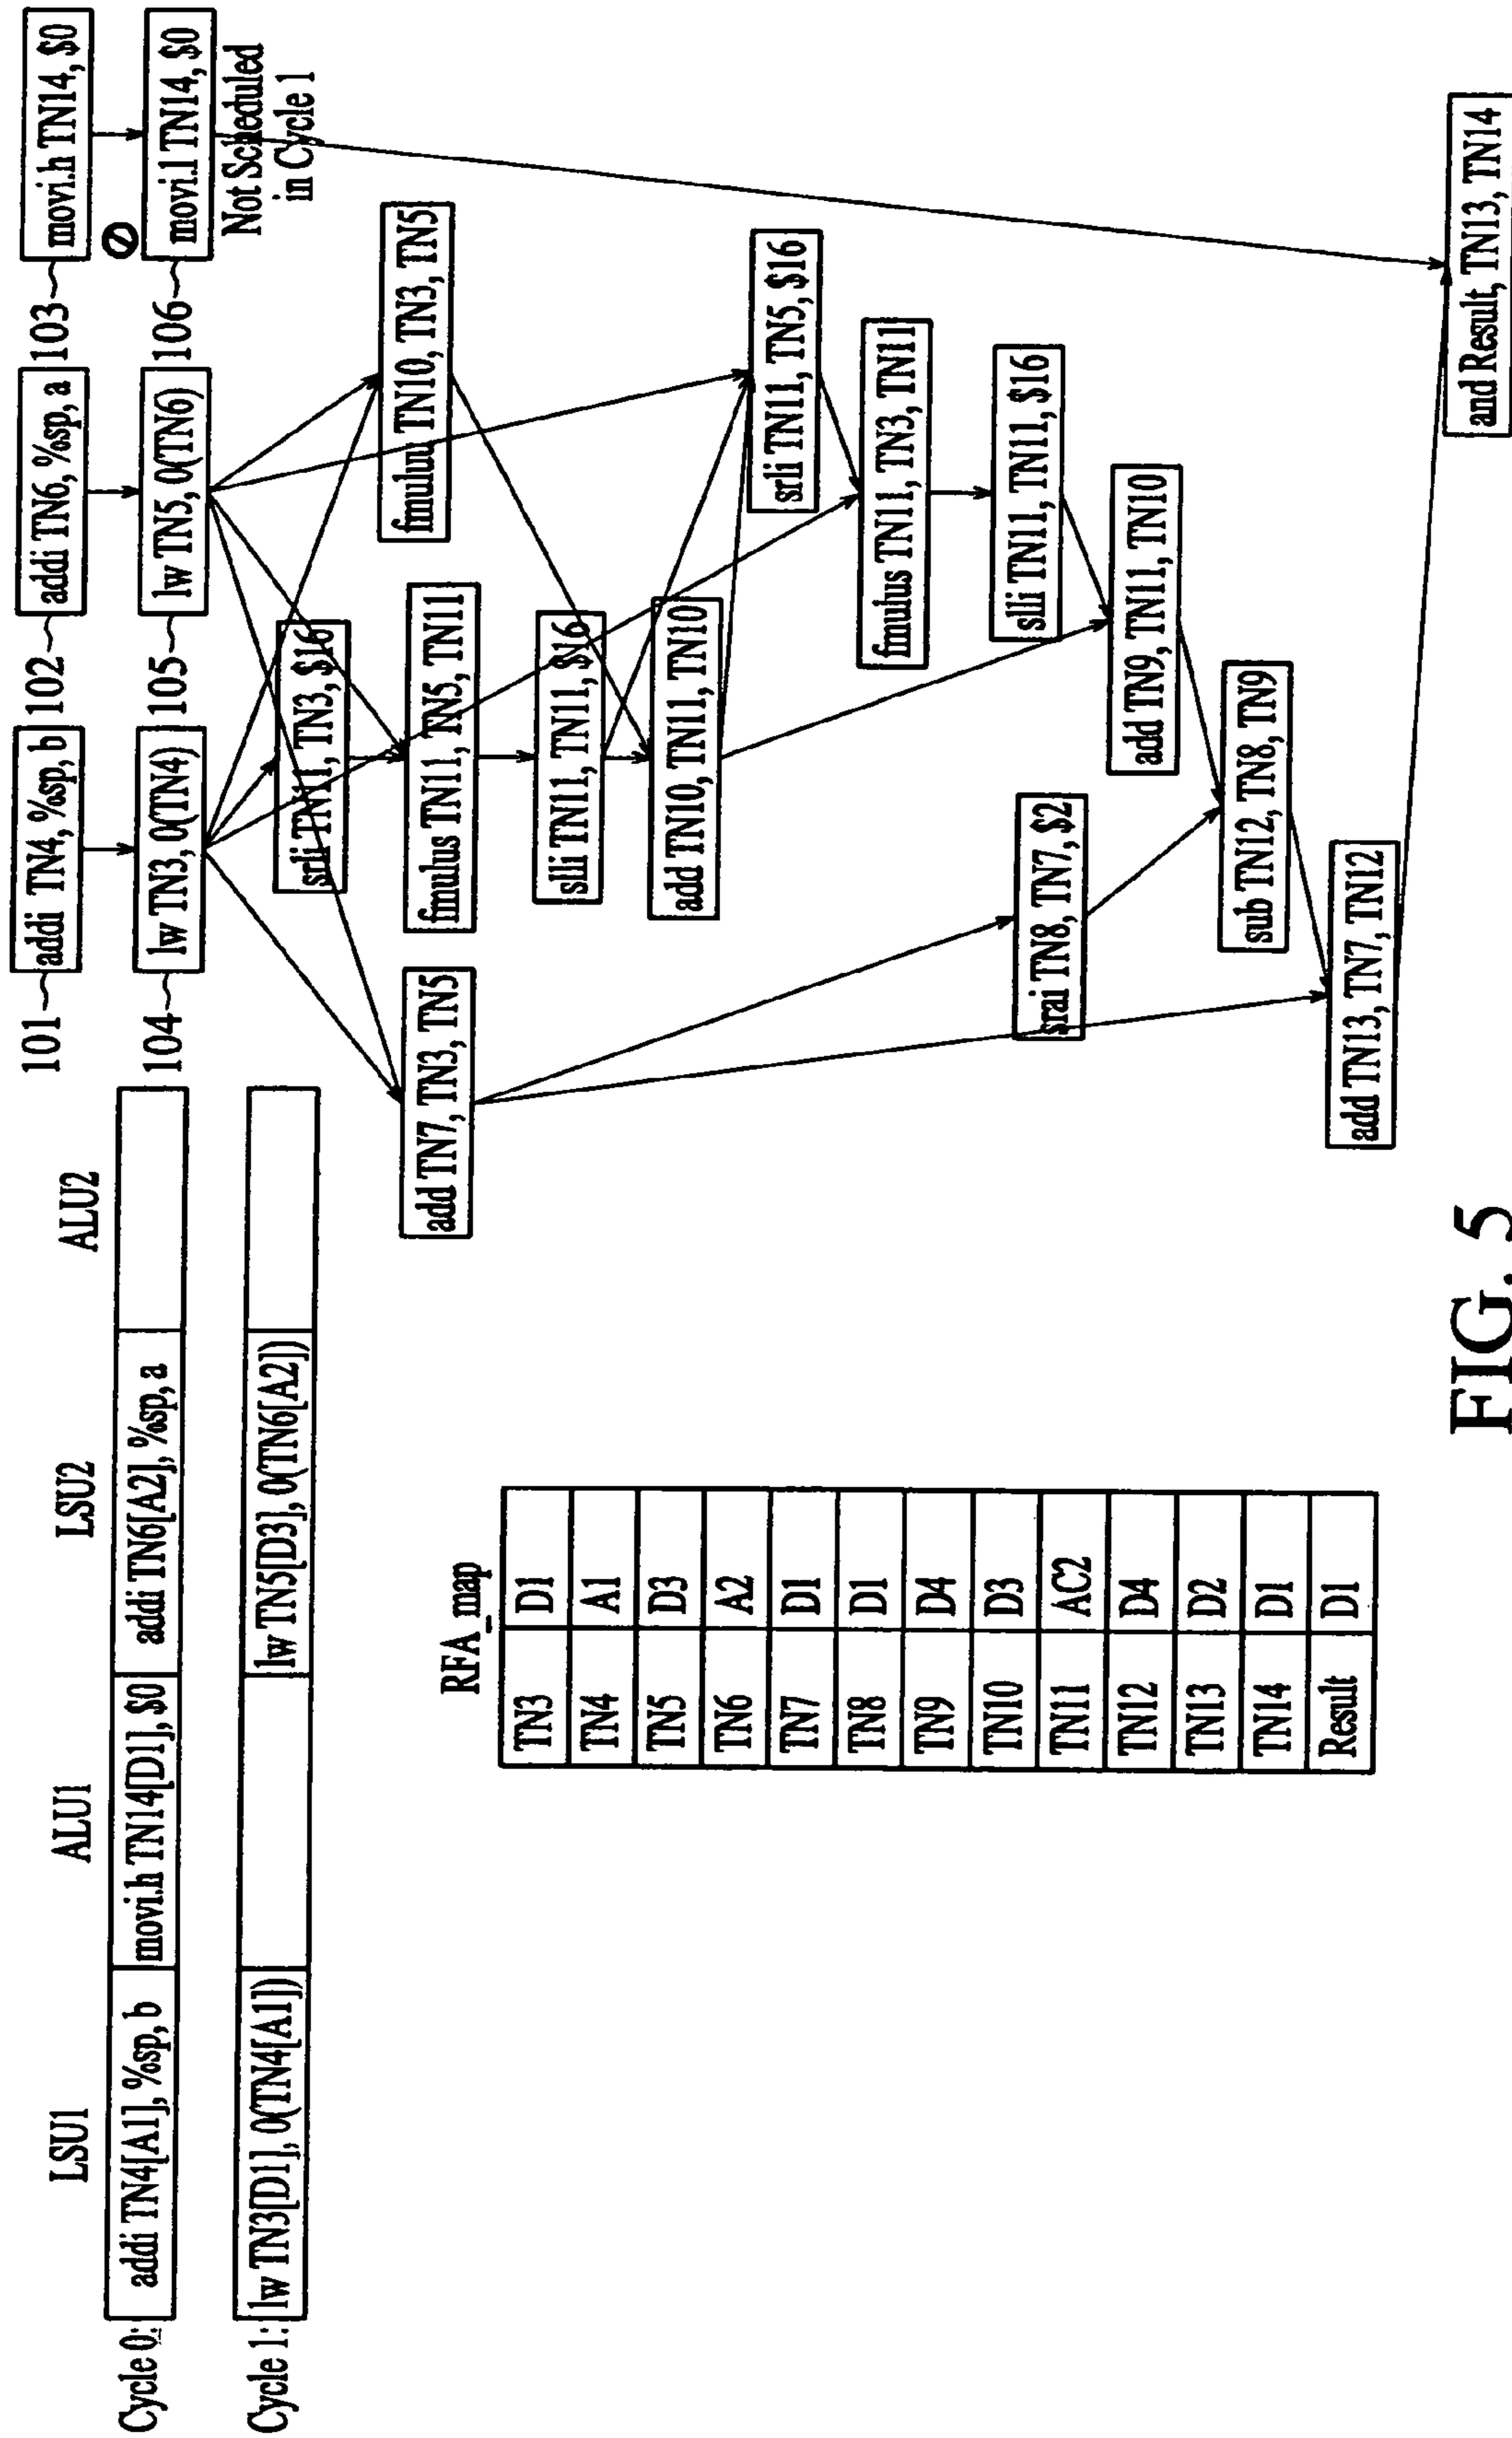 LSU1 ALU1 LSU2 ALU2
Cycle 0: addi TN4[A1], %sp, b movi.h TN14[D1], $0 addi TN6[A2], %sp, a
Cycle 1: lw TN3[D1], 0(TN4[A1]) lw TN5[D3], 0(TN6[A2])
RFA_map
TN3 D1
TN4 A1
TN5 D3
TN6 A2
TN7 D1
TN8 D1
TN9 D4
TN10 D3
TN11 AC2
TN12 D4
TN13 D2
TN14 D1
Result D1
101 addi TN4, %sp, b
102 addi TN6, %sp, a
103 movi.h TN14, $0
104 lw TN3, 0(TN4)
105 lw TN5, 0(TN6)
106 movi.l TN14, $0
Not Scheduled
in Cycle 1
srli TN11, TN3, $16
fmuluu TN10, TN3, TN5
add TN7, TN3, TN5
fmulus TN11, TN5, TN11
slli TN11, TN11, $16
add TN10, TN11, TN10
srli TN11, TN5, $16
fmulus TN11, TN3, TN11
slli TN11, TN11, $16
srai TN8, TN7, $2
add TN9, TN11, TN10
sub TN12, TN8, TN9
add TN13, TN7, TN12
and Result, TN13, TN14
FIG. 5